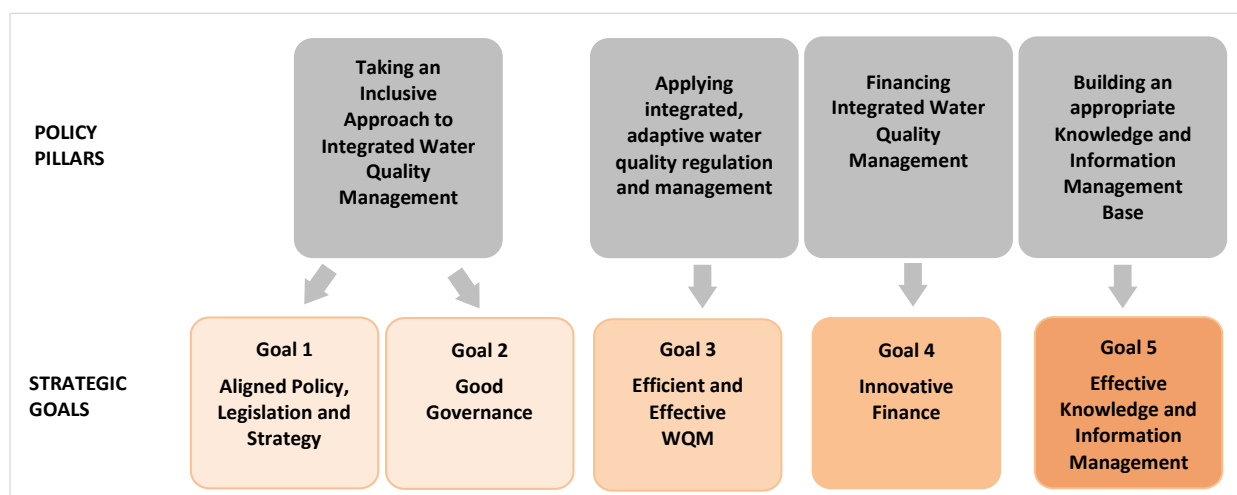 POLICY
PILLARS
Taking an
Inclusive
Approach to
Integrated Water
Quality
Management
Applying
integrated,
adaptive water
quality regulation
and management
Financing
Integrated Water
Quality
Management
Building an
appropriate
Knowledge and
Information
Management
Base
STRATEGIC
GOALS
Goal 1
Aligned Policy,
Legislation and
Strategy
Goal 2
Good
Governance
Goal 3
Efficient and
Effective
WQM
Goal 4
Innovative
Finance
Goal 5
Effective
Knowledge and
Information
Management